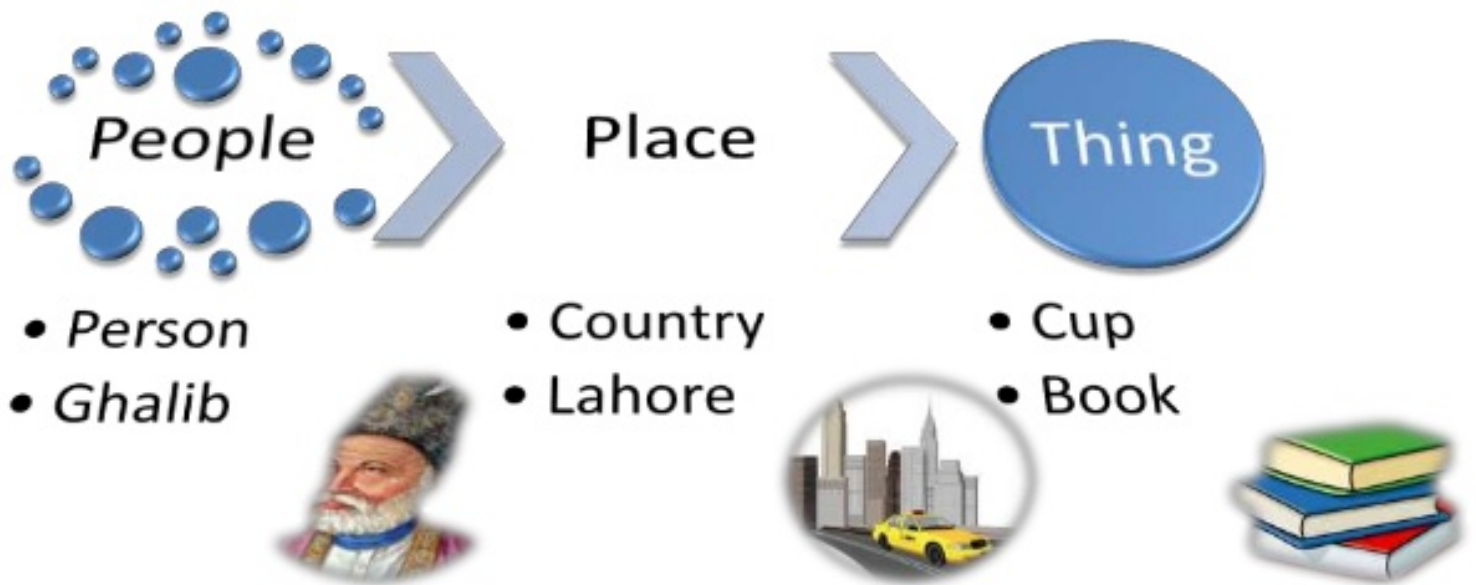 People
Place
Thing
• Person
• Ghalib
• Country
• Lahore
• Cup
• Book